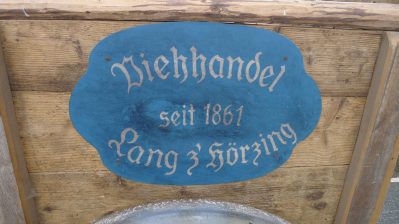 Viehhandel
seit 1861
Lang z' Hörzing